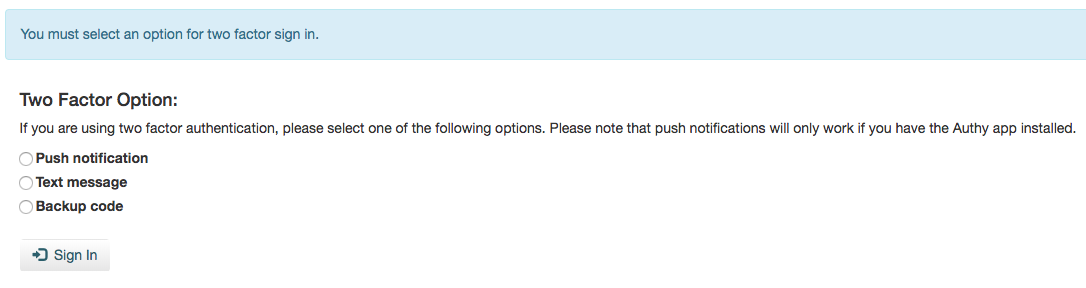 You must select an option for two factor sign in.
Two Factor Option:
If you are using two factor authentication, please select one of the following options. Please note that push notifications will only work if you have the Authy app installed.
Push notification
Text message
Backup code
Sign In